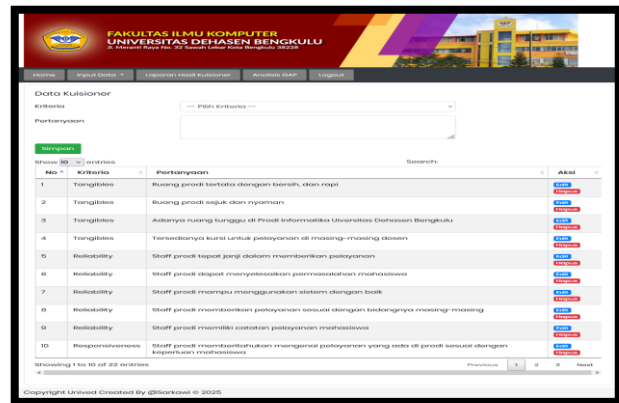 FAKULTAS ILMU KOMPUTER
UNIVERSITAS DEHASEN BENGKULU
Jl. Meranti Raya No. 32 Sawah Lebar Kota Bengkulu 38228
Home Input Data Laporan Hasil Kuisioner Analisis GAP Logout
Data Kuisioner
Kriteria -- Pilih Kriteria --
Pertanyaan
Simpan
Show 10 entries Search:
No Kriteria Pertanyaan Aksi
1 Tangibles Ruang prodi tertata dengan bersih, dan rapi Edit
Hapus
2 Tangibles Ruang prodi sejuk dan nyaman Edit
Hapus
3 Tangibles Adanya ruang tunggu di Prodi Informatika Uiversitas Dehasen Bengkulu Edit
Hapus
4 Tangibles Tersedianya kursi untuk pelayanan di masing-masing dosen Edit
Hapus
5 Reliability Staff prodi tepat janji dalam memberikan pelayanan Edit
Hapus
6 Reliability Staff prodi dapat menyelesaikan permasalahan mahasiswa Edit
Hapus
7 Reliability Staff prodi mampu menggunakan sistem dengan baik Edit
Hapus
8 Reliability Staff prodi memberikan pelayanan sesuai dengan bidangnya masing-masing Edit
Hapus
9 Reliability Staff prodi memiliki catatan pelayanan mahasiswa Edit
Hapus
10 Responsiveness Staff prodi memberitahukan mengenai pelayanan yang ada di prodi sesuai dengan Edit
keperluan mahasiswa Hapus
Showing 1 to 10 of 22 entries Previous 1 2 3 Next
Copyright Unived Created By @Sarkawi © 2025